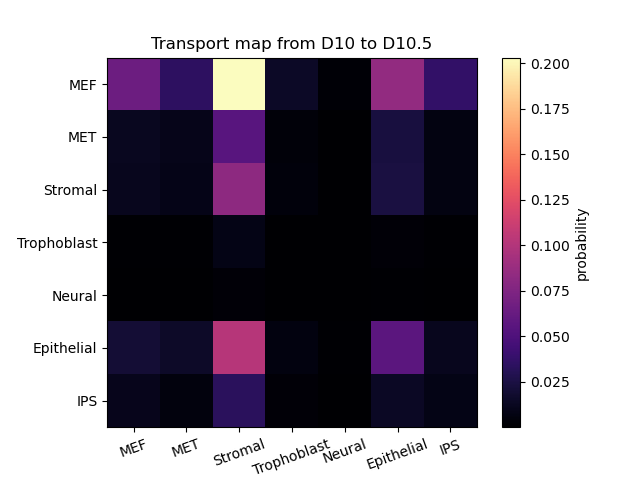 Transport map from D10 to D10.5
MEF
MET
Stromal
Trophoblast
Neural
Epithelial
IPS
MEF
MET
Stromal
Trophoblast
Neural
Epithelial
IPS
0.200
0.175
0.150
0.125
0.100
0.075
0.050
0.025
probability